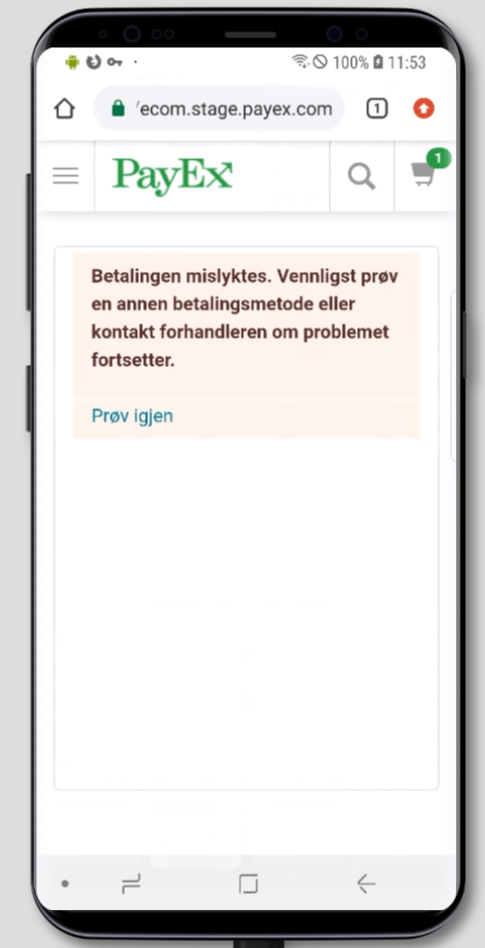 100% 11:53
ecom.stage.payex.com 1
PayEx 1
Betalingen mislyktes. Vennligst prøv
en annen betalingsmetode eller
kontakt forhandleren om problemet
fortsetter.
Prøv igjen